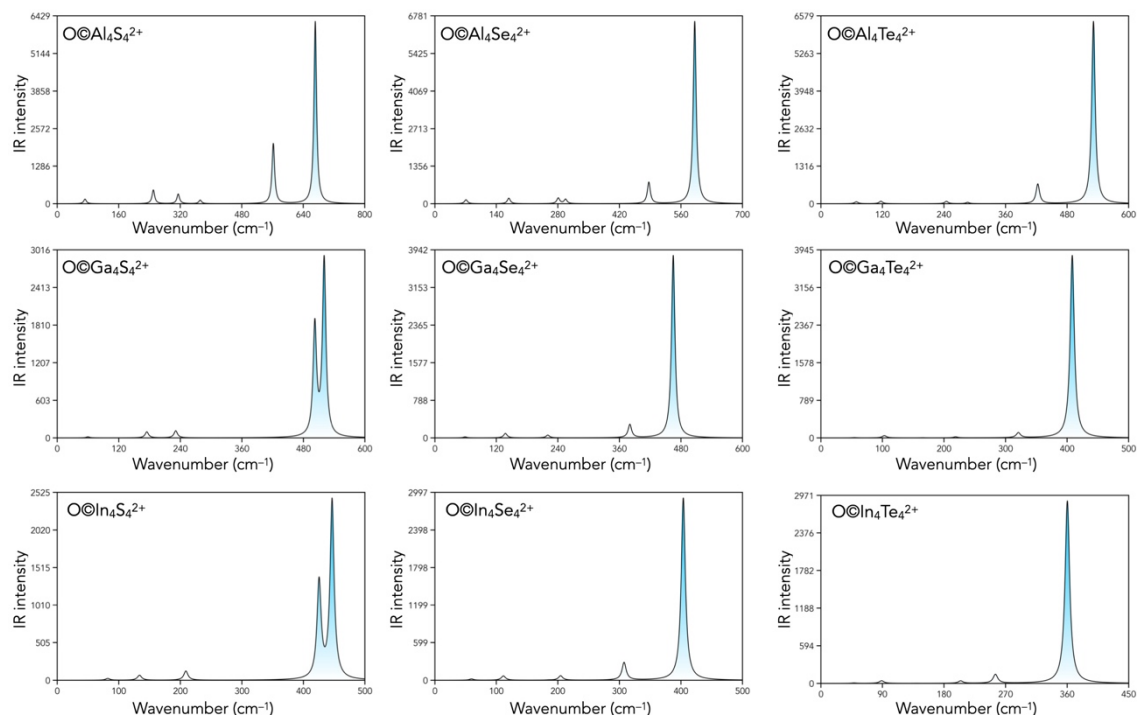 O©Al₄S₄²⁺
6429
5144
3858
2572
1286
0
IR intensity
0 160 320 480 640 800
Wavenumber (cm⁻¹)
O©Al₄Se₄²⁺
6781
5425
4069
2713
1356
0
IR intensity
0 140 280 420 560 700
Wavenumber (cm⁻¹)
O©Al₄Te₄²⁺
6579
5263
3948
2632
1316
0
IR intensity
0 120 240 360 480 600
Wavenumber (cm⁻¹)
O©Ga₄S₄²⁺
3016
2413
1810
1207
603
0
IR intensity
0 120 240 360 480 600
Wavenumber (cm⁻¹)
O©Ga₄Se₄²⁺
3942
3153
2365
1577
788
0
IR intensity
0 120 240 360 480 600
Wavenumber (cm⁻¹)
O©Ga₄Te₄²⁺
3945
3156
2367
1578
789
0
IR intensity
0 100 200 300 400 500
Wavenumber (cm⁻¹)
O©In₄S₄²⁺
2525
2020
1515
1010
505
0
IR intensity
0 100 200 300 400 500
Wavenumber (cm⁻¹)
O©In₄Se₄²⁺
2997
2398
1798
1199
599
0
IR intensity
0 100 200 300 400 500
Wavenumber (cm⁻¹)
O©In₄Te₄²⁺
2971
2376
1782
1188
594
0
IR intensity
0 90 180 270 360 450
Wavenumber (cm⁻¹)